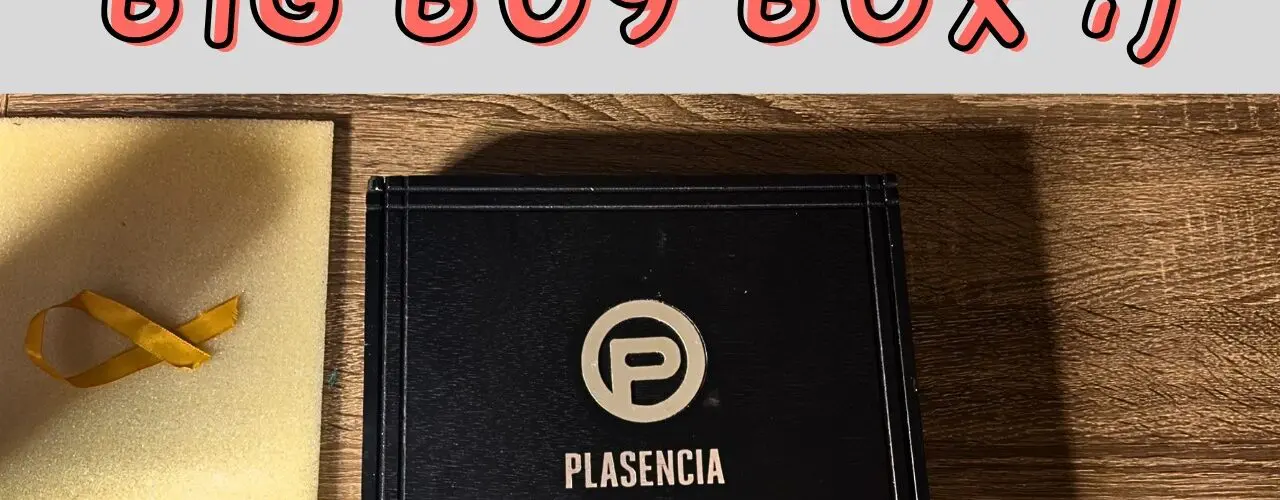 BIG BOY BOX :)
P
PLASENCIA